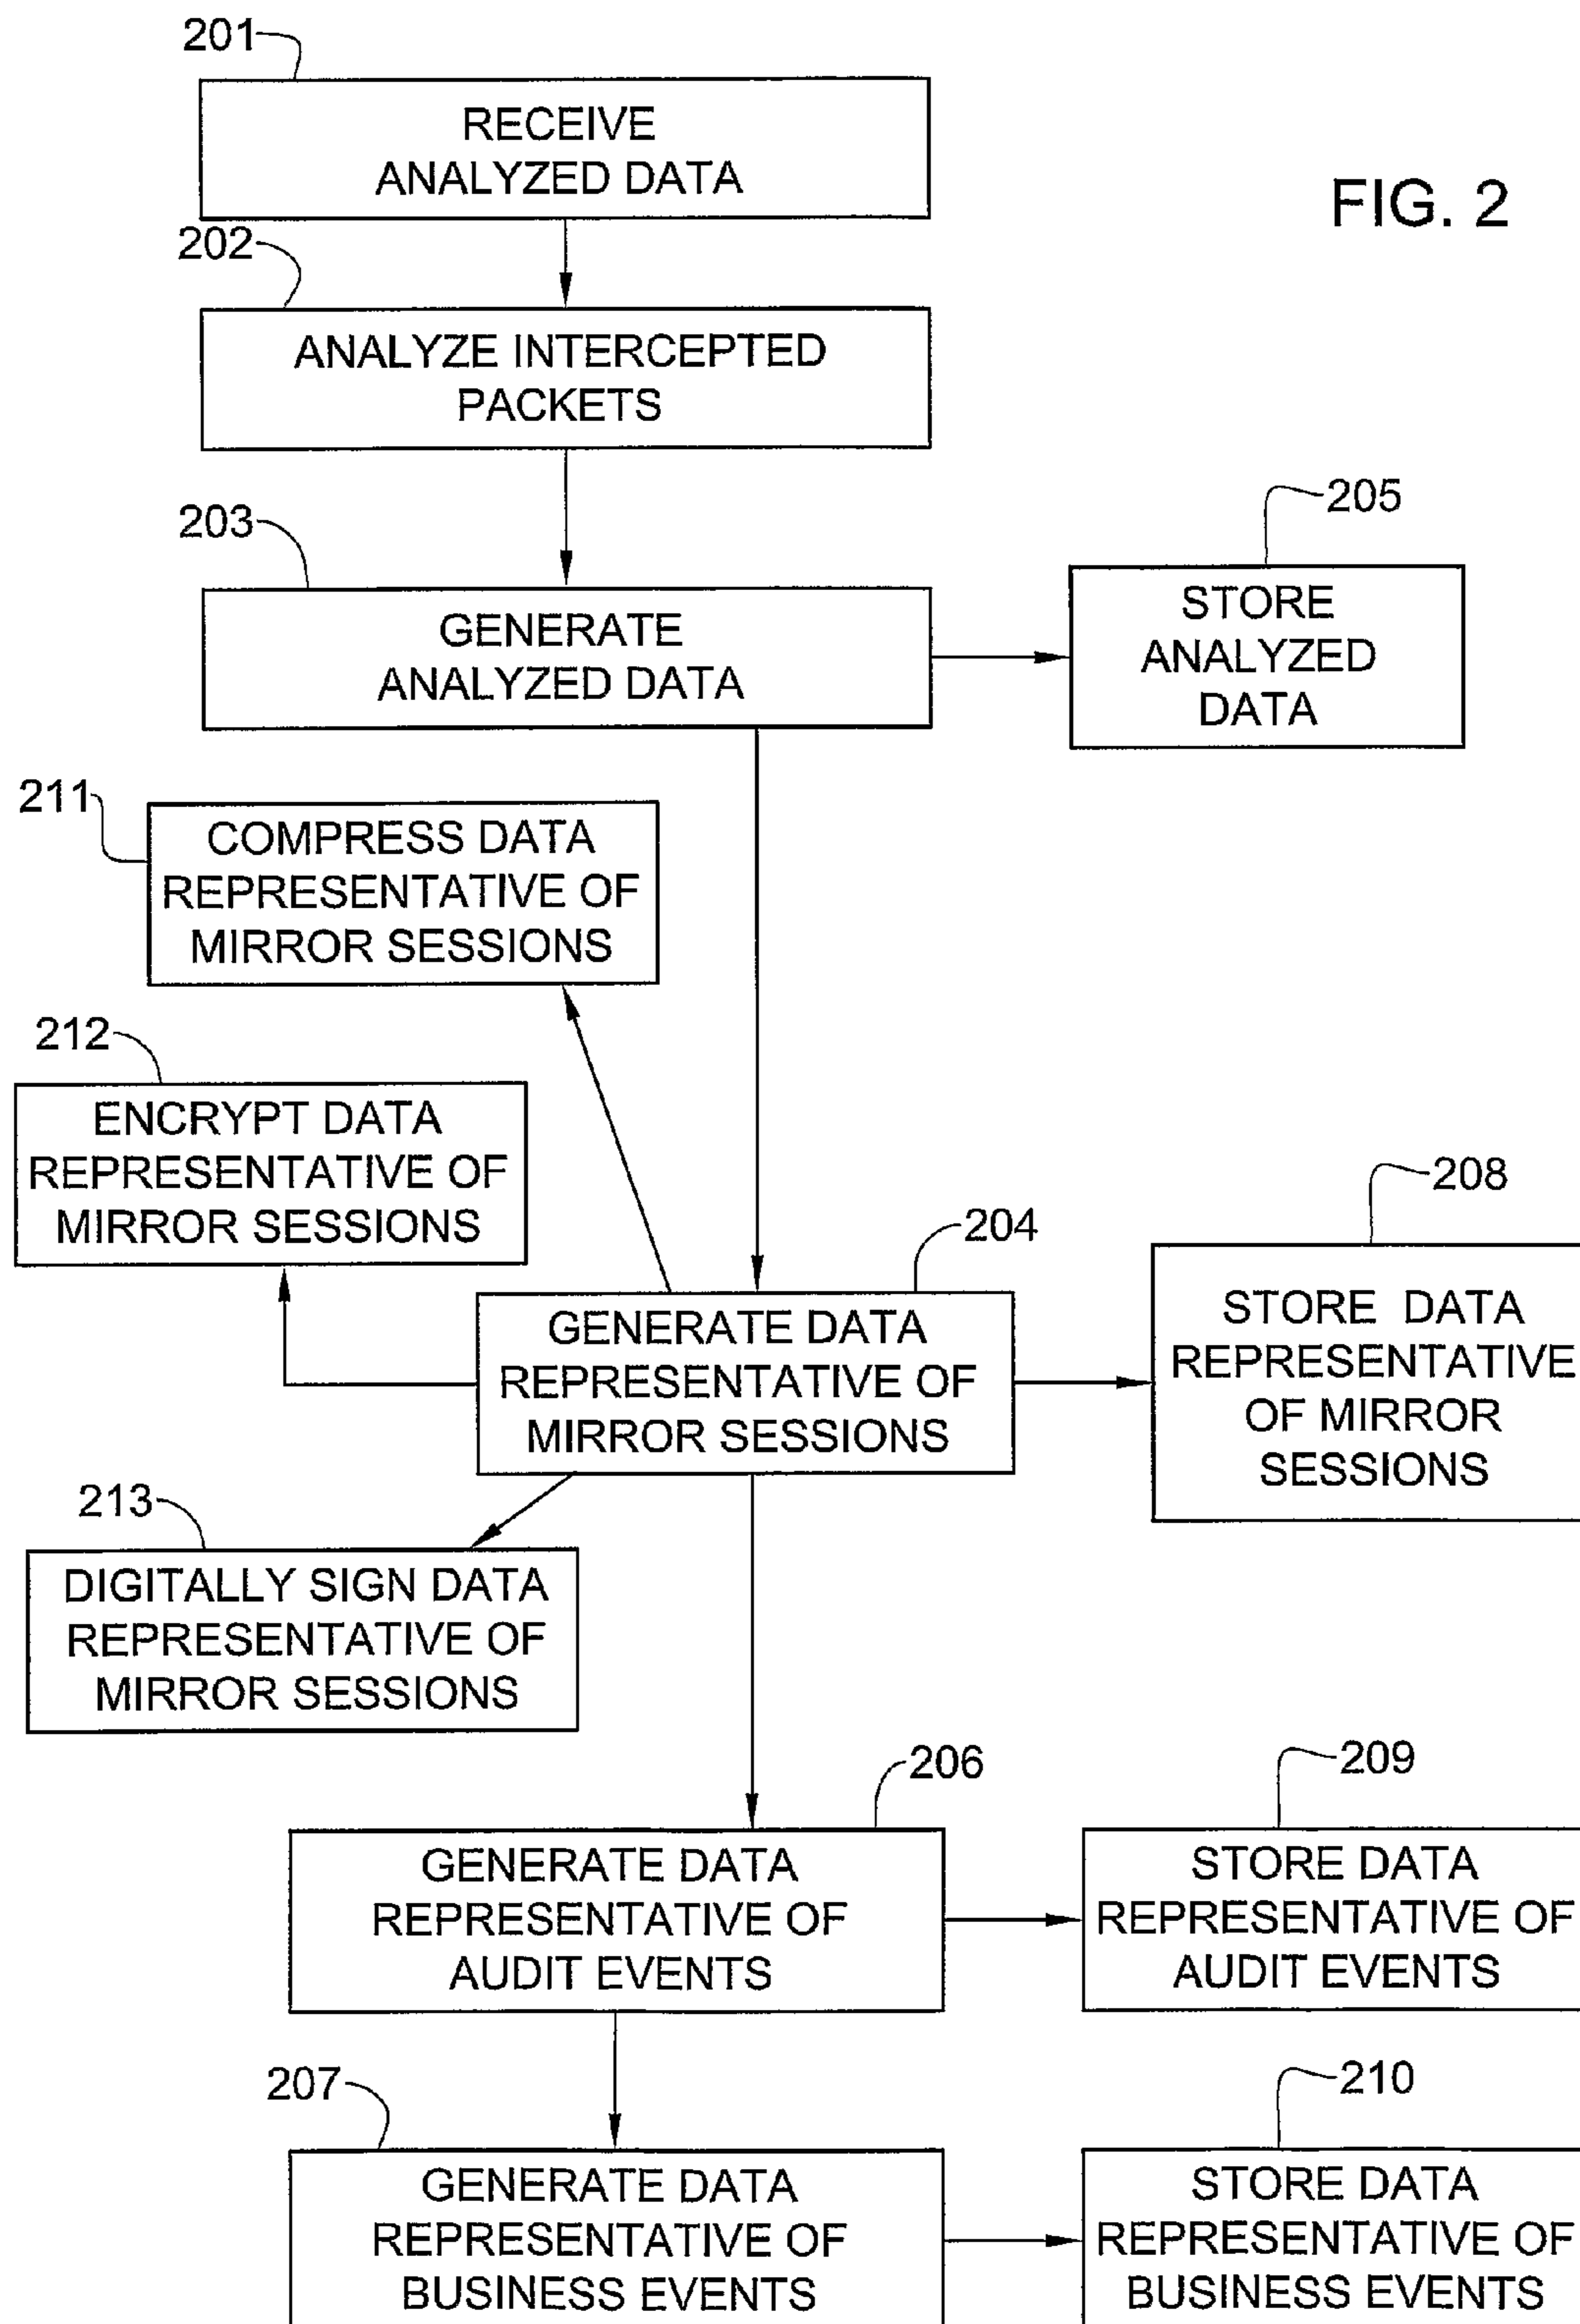 201
RECEIVE
ANALYZED DATA
FIG. 2
202
ANALYZE INTERCEPTED
PACKETS
203
GENERATE
ANALYZED DATA
205
STORE
ANALYZED
DATA
211
COMPRESS DATA
REPRESENTATIVE OF
MIRROR SESSIONS
212
ENCRYPT DATA
REPRESENTATIVE OF
MIRROR SESSIONS
204
GENERATE DATA
REPRESENTATIVE OF
MIRROR SESSIONS
208
STORE DATA
REPRESENTATIVE
OF MIRROR
SESSIONS
213
DIGITALLY SIGN DATA
REPRESENTATIVE OF
MIRROR SESSIONS
206
GENERATE DATA
REPRESENTATIVE OF
AUDIT EVENTS
209
STORE DATA
REPRESENTATIVE OF
AUDIT EVENTS
207
GENERATE DATA
REPRESENTATIVE OF
BUSINESS EVENTS
210
STORE DATA
REPRESENTATIVE OF
BUSINESS EVENTS